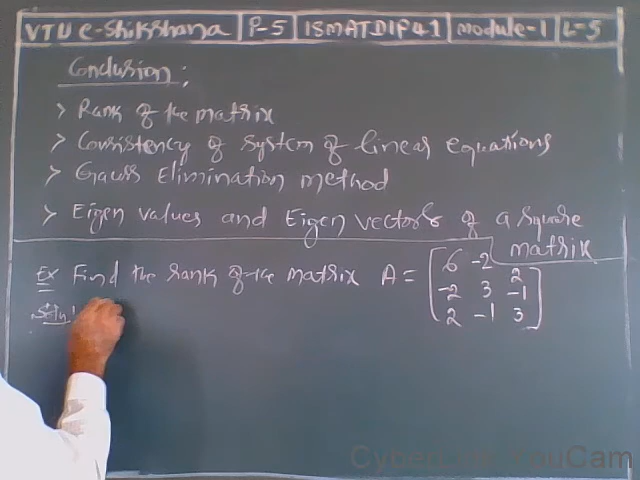 VTU e-Shikshana | P-5 | 18MATDIP41 | Module-1 | L-5
Conclusion:
> Rank of the matrix
> Consistency of system of linear equations
> Gauss Elimination method
> Eigen values and Eigen vectors of a square
matrix
Ex Find the rank of the matrix A = [ 6 -2 2
-2 3 -1
2 -1 3 ]
Soln
CyberLink YouCam